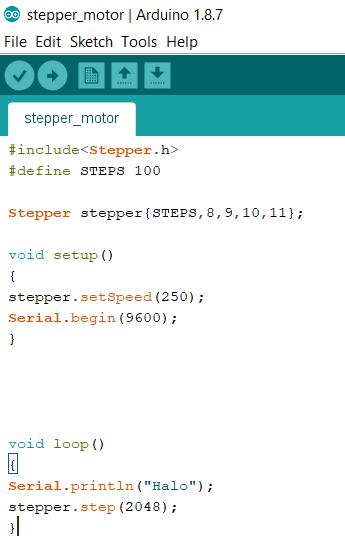 stepper_motor | Arduino 1.8.7
File Edit Sketch Tools Help
stepper_motor
#include<Stepper.h>
#define STEPS 100
Stepper stepper{STEPS,8,9,10,11};
void setup()
{
stepper.setSpeed(250);
Serial.begin(9600);
}
void loop()
{
Serial.println("Halo");
stepper.step(2048);
}